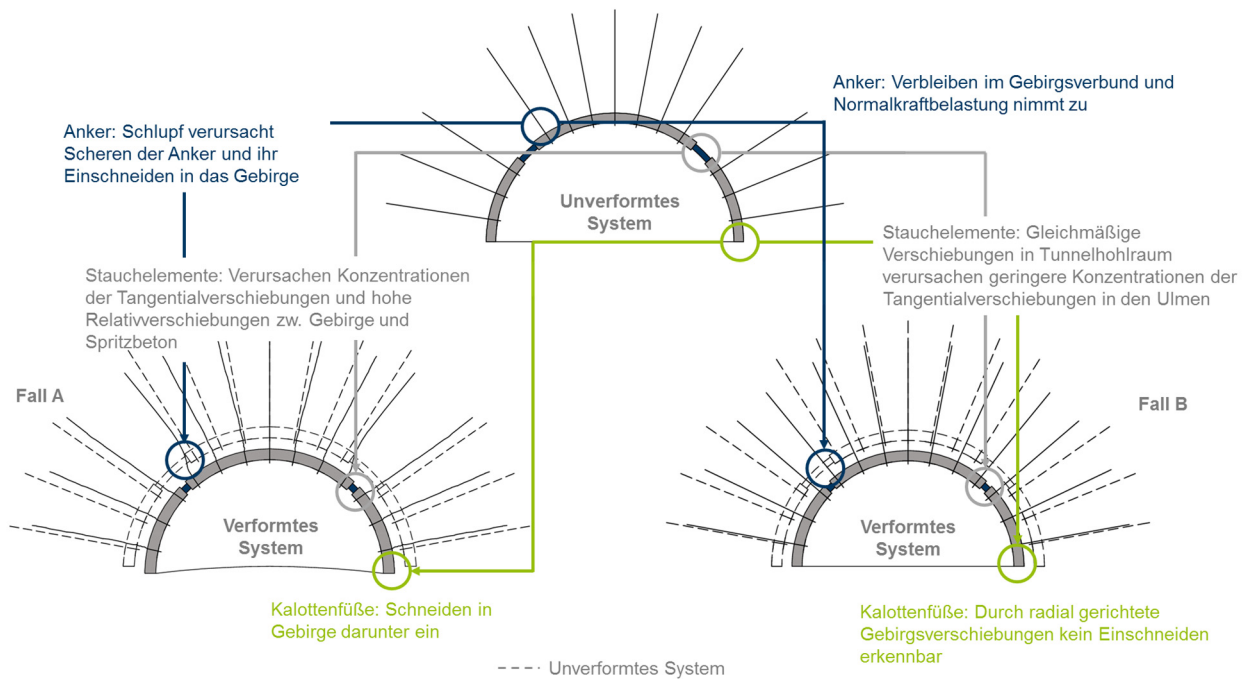 Anker: Verbleiben im Gebirgsverbund und
Normalkraftbelastung nimmt zu
Anker: Schlupf verursacht
Scheren der Anker und ihr
Einschneiden in das Gebirge
Unverformtes
System
Stauchelemente: Gleichmäßige
Verschiebungen in Tunnelhohlraum
verursachen geringere Konzentrationen der
Tangentialverschiebungen in den Ulmen
Stauchelemente: Verursachen Konzentrationen
der Tangentialverschiebungen und hohe
Relativverschiebungen zw. Gebirge und
Spritzbeton
Fall A
Fall B
Verformtes
System
Verformtes
System
Kalottenfüße: Schneiden in
Gebirge darunter ein
Kalottenfüße: Durch radial gerichtete
Gebirgsverschiebungen kein Einschneiden
erkennbar
Unverformtes System